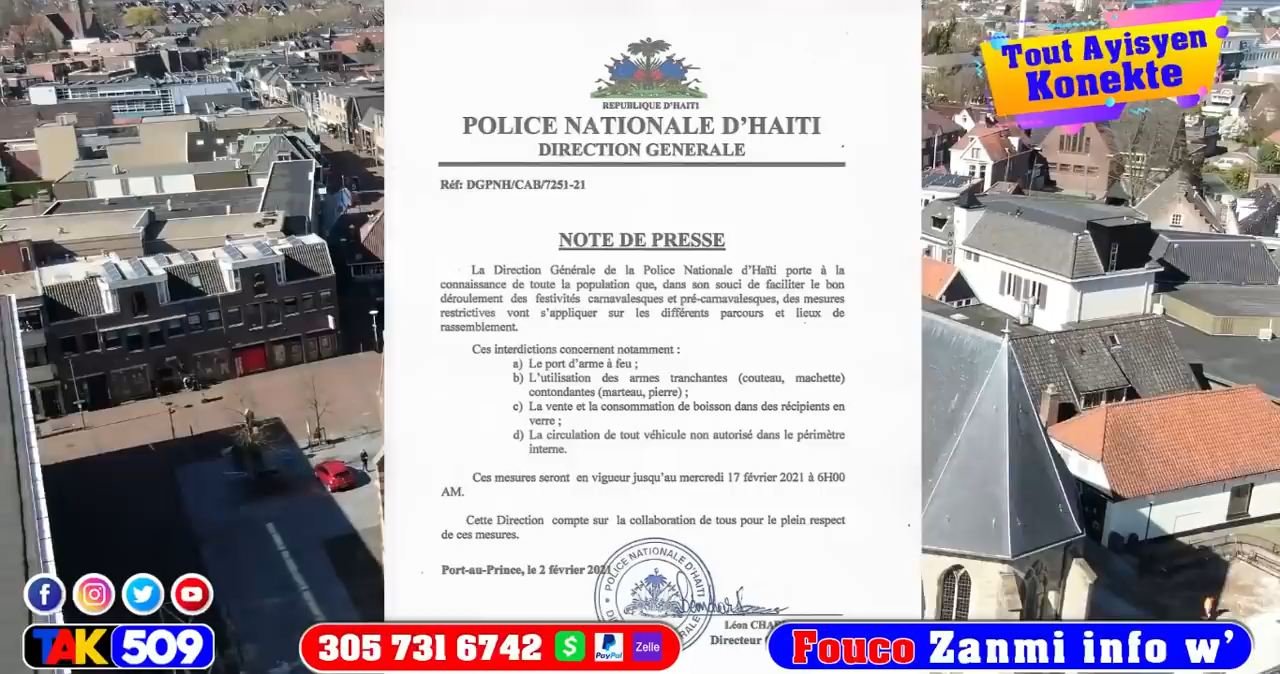 Tout Ayisyen
Konekte
REPUBLIQUE D'HAITI
POLICE NATIONALE D'HAITI
DIRECTION GENERALE
Réf: DGPNH/CAB/7251-21
NOTE DE PRESSE
La Direction Générale de la Police Nationale d'Haïti porte à la
connaissance de toute la population que, dans son souci de faciliter le bon
déroulement des festivités carnavalesques et pré-carnavalesques, des mesures
restrictives vont s'appliquer sur les différents parcours et lieux de
rassemblement.
Ces interdictions concernent notamment :
a) Le port d'arme à feu ;
b) L'utilisation des armes tranchantes (couteau, machette)
contondantes (marteau, pierre) ;
c) La vente et la consommation de boisson dans des récipients en
verre ;
d) La circulation de tout véhicule non autorisé dans le périmètre
interne.
Ces mesures seront en vigueur jusqu'au mercredi 17 février 2021 à 6H00
AM.
Cette Direction compte sur la collaboration de tous pour le plein respect
de ces mesures.
Port-au-Prince, le 2 février 2021
POLICE NATIONALE D'HAITI
Léon
Directeur
TAK 509
305 731 6742
PayPal
Zelle
Fouco Zanmi info w'